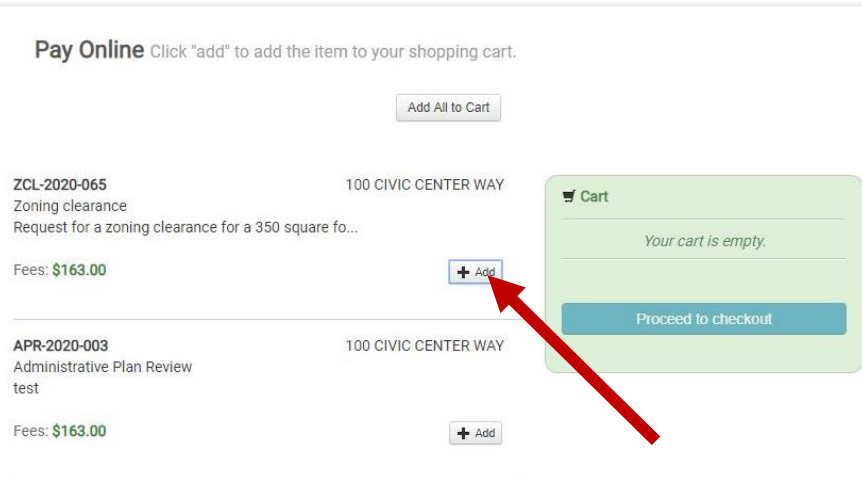 Pay Online Click "add" to add the item to your shopping cart.
Add All to Cart
ZCL-2020-065 100 CIVIC CENTER WAY
Zoning clearance
Request for a zoning clearance for a 350 square fo...
Fees: $163.00 Add
APR-2020-003 100 CIVIC CENTER WAY
Administrative Plan Review
test
Fees: $163.00 Add
Cart
Your cart is empty.
Proceed to checkout